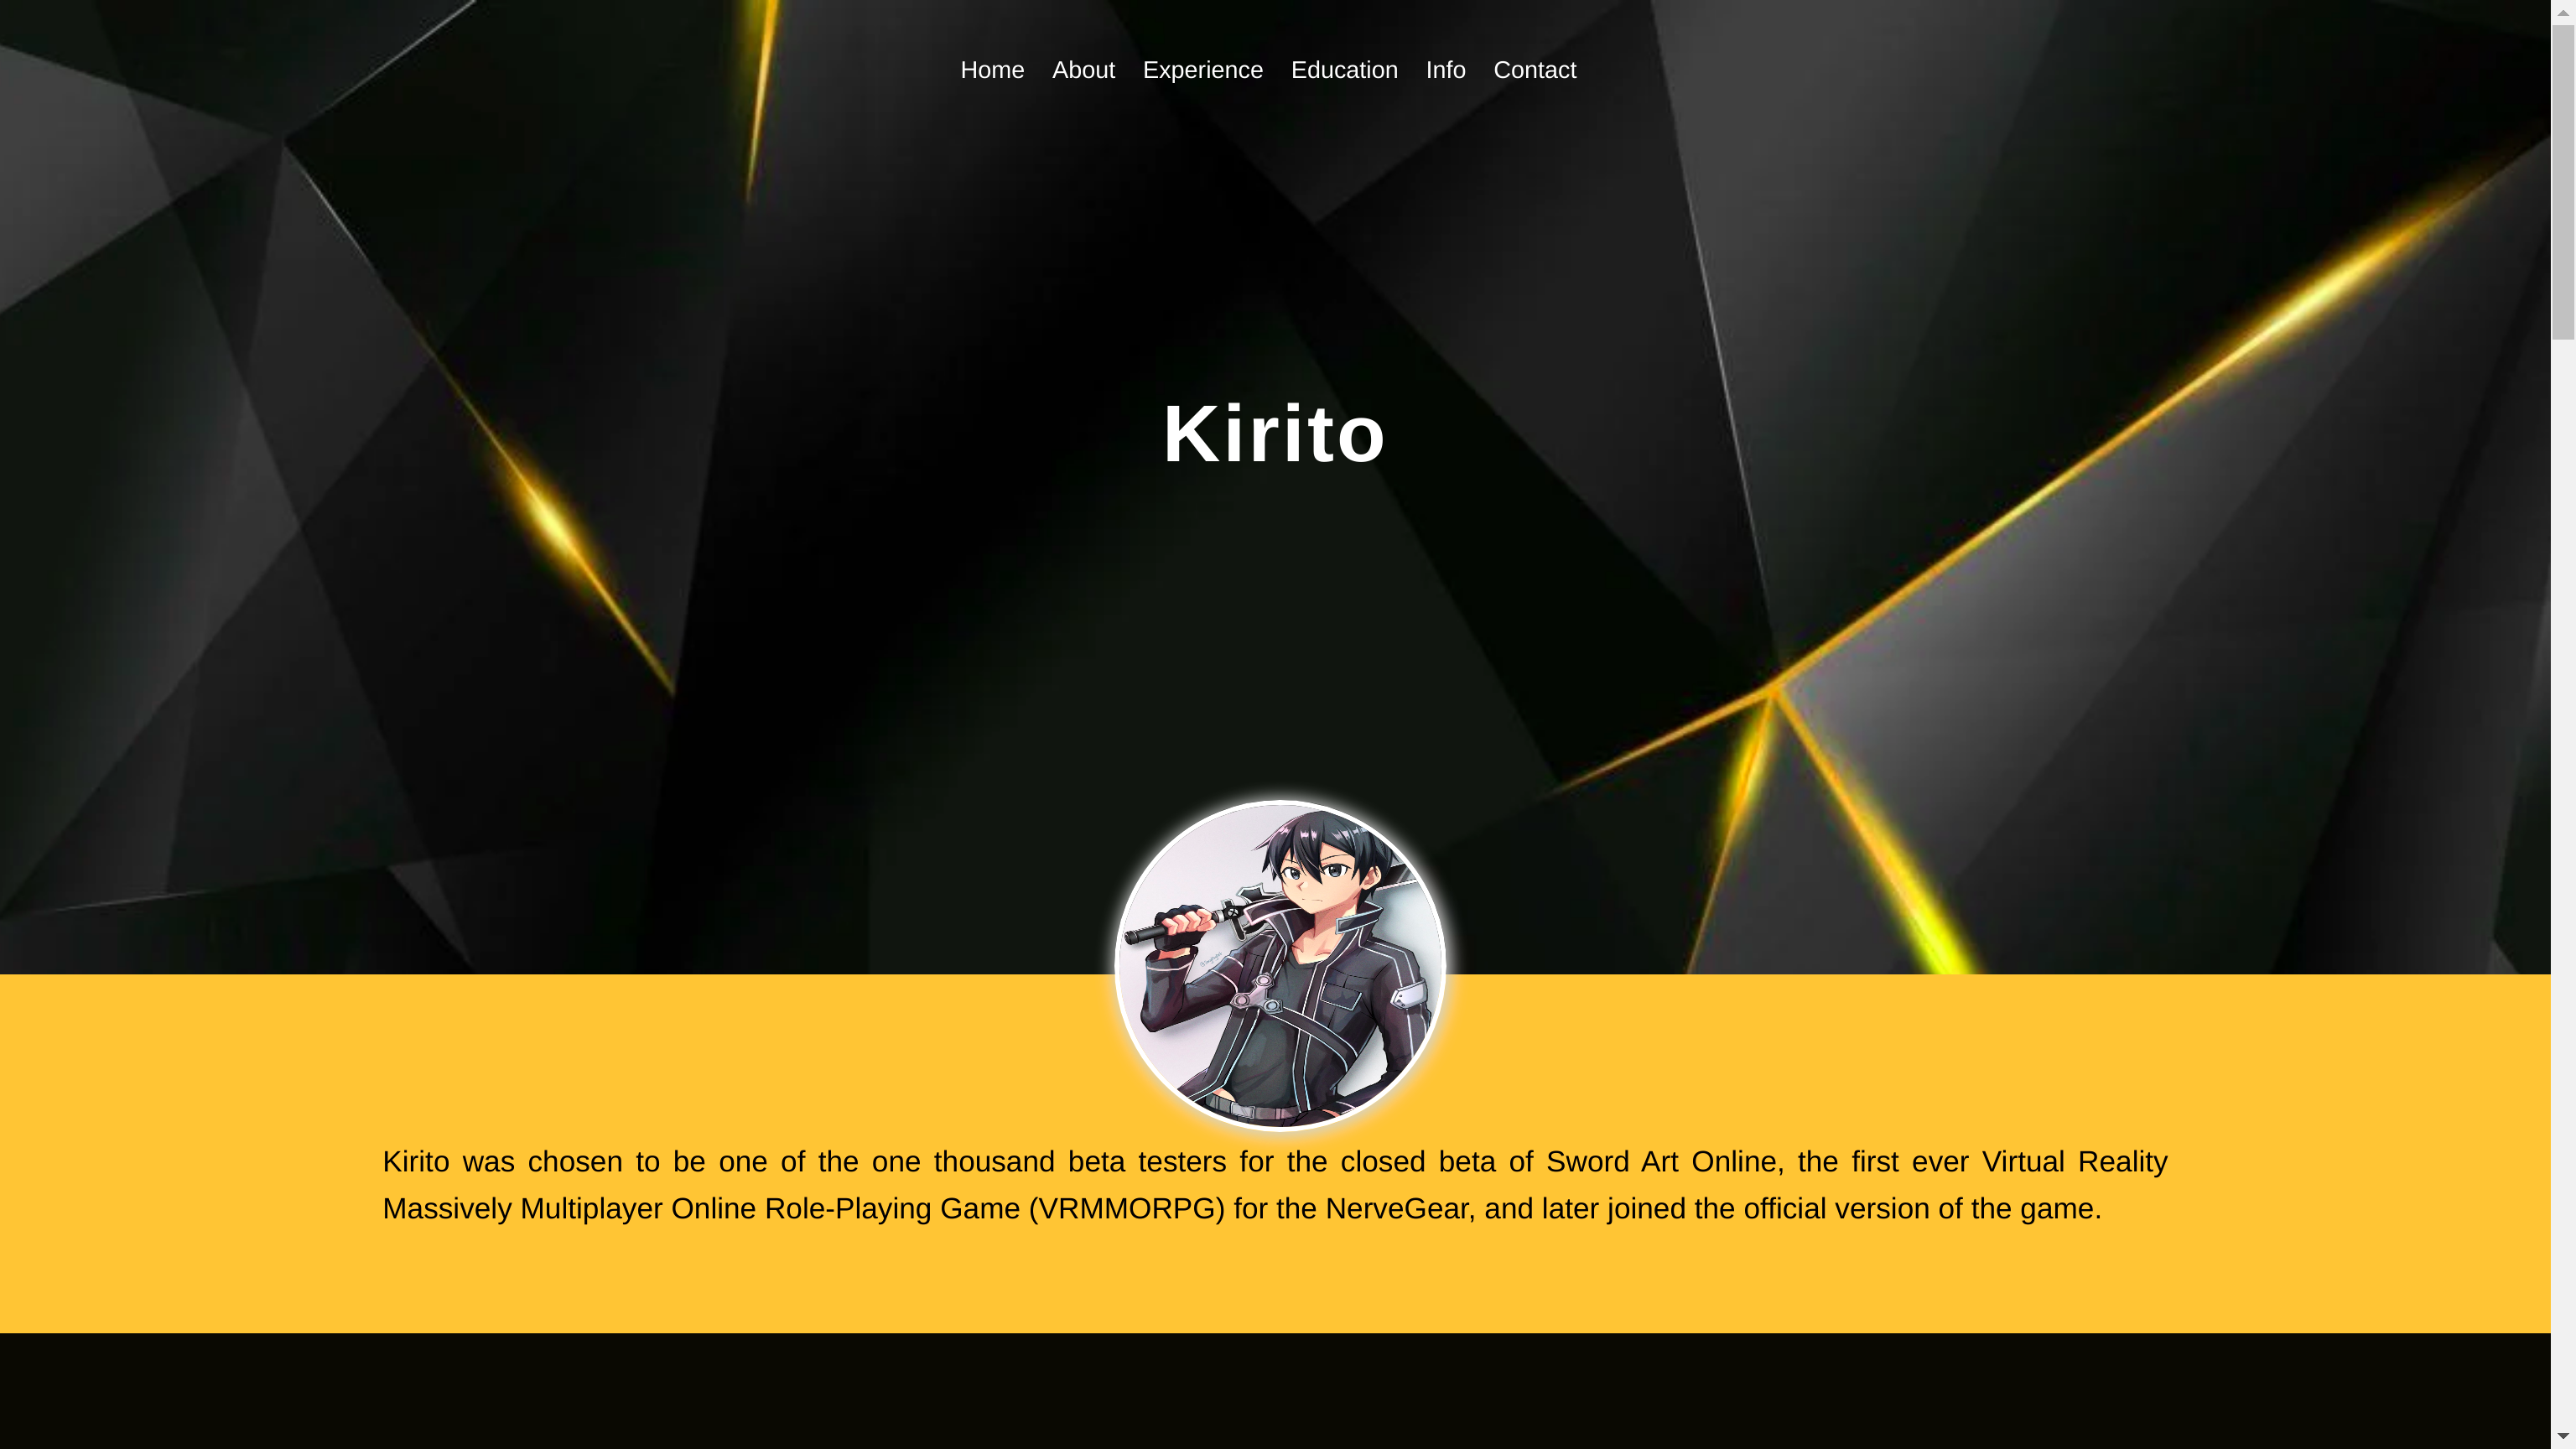 Home About Experience Education Info Contact
Kirito
Kirito was chosen to be one of the one thousand beta testers for the closed beta of Sword Art Online, the first ever Virtual Reality
Massively Multiplayer Online Role-Playing Game (VRMMORPG) for the NerveGear, and later joined the official version of the game.